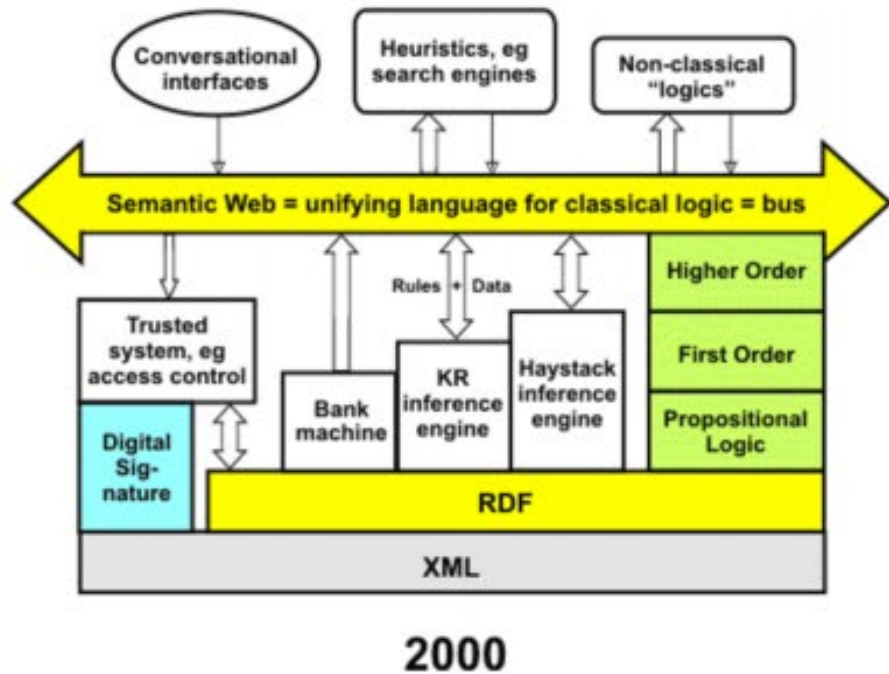 Conversational
interfaces
Heuristics, eg
search engines
Non-classical
“logics”
Semantic Web = unifying language for classical logic = bus
Rules + Data
Higher Order
First Order
Propositional
Logic
Trusted
system, eg
access control
Bank
machine
KR
inference
engine
Haystack
inference
engine
Digital
Sig-
nature
RDF
XML
2000